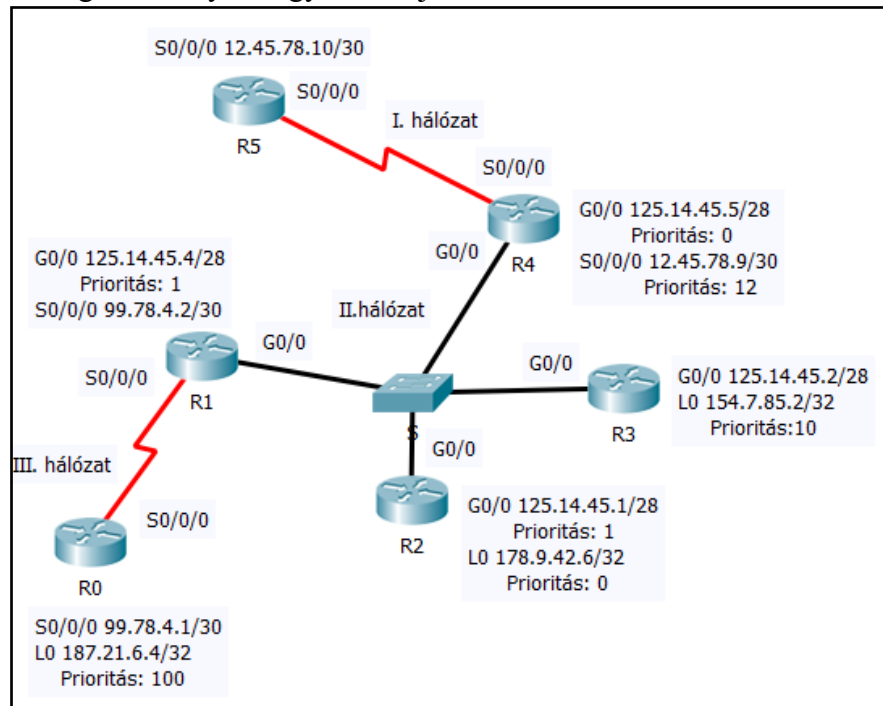 S0/0/0 12.45.78.10/30
S0/0/0
R5
I. hálózat
S0/0/0
G0/0 125.14.45.5/28
Prioritás: 0
S0/0/0 12.45.78.9/30
Prioritás: 12
G0/0
R4
G0/0 125.14.45.4/28
Prioritás: 1
S0/0/0 99.78.4.2/30
II.hálózat
G0/0
S0/0/0
R1
G0/0
G0/0 125.14.45.2/28
L0 154.7.85.2/32
Prioritás:10
R3
S
G0/0
III. hálózat
S0/0/0
R2
G0/0 125.14.45.1/28
Prioritás: 1
L0 178.9.42.6/32
Prioritás: 0
R0
S0/0/0 99.78.4.1/30
L0 187.21.6.4/32
Prioritás: 100